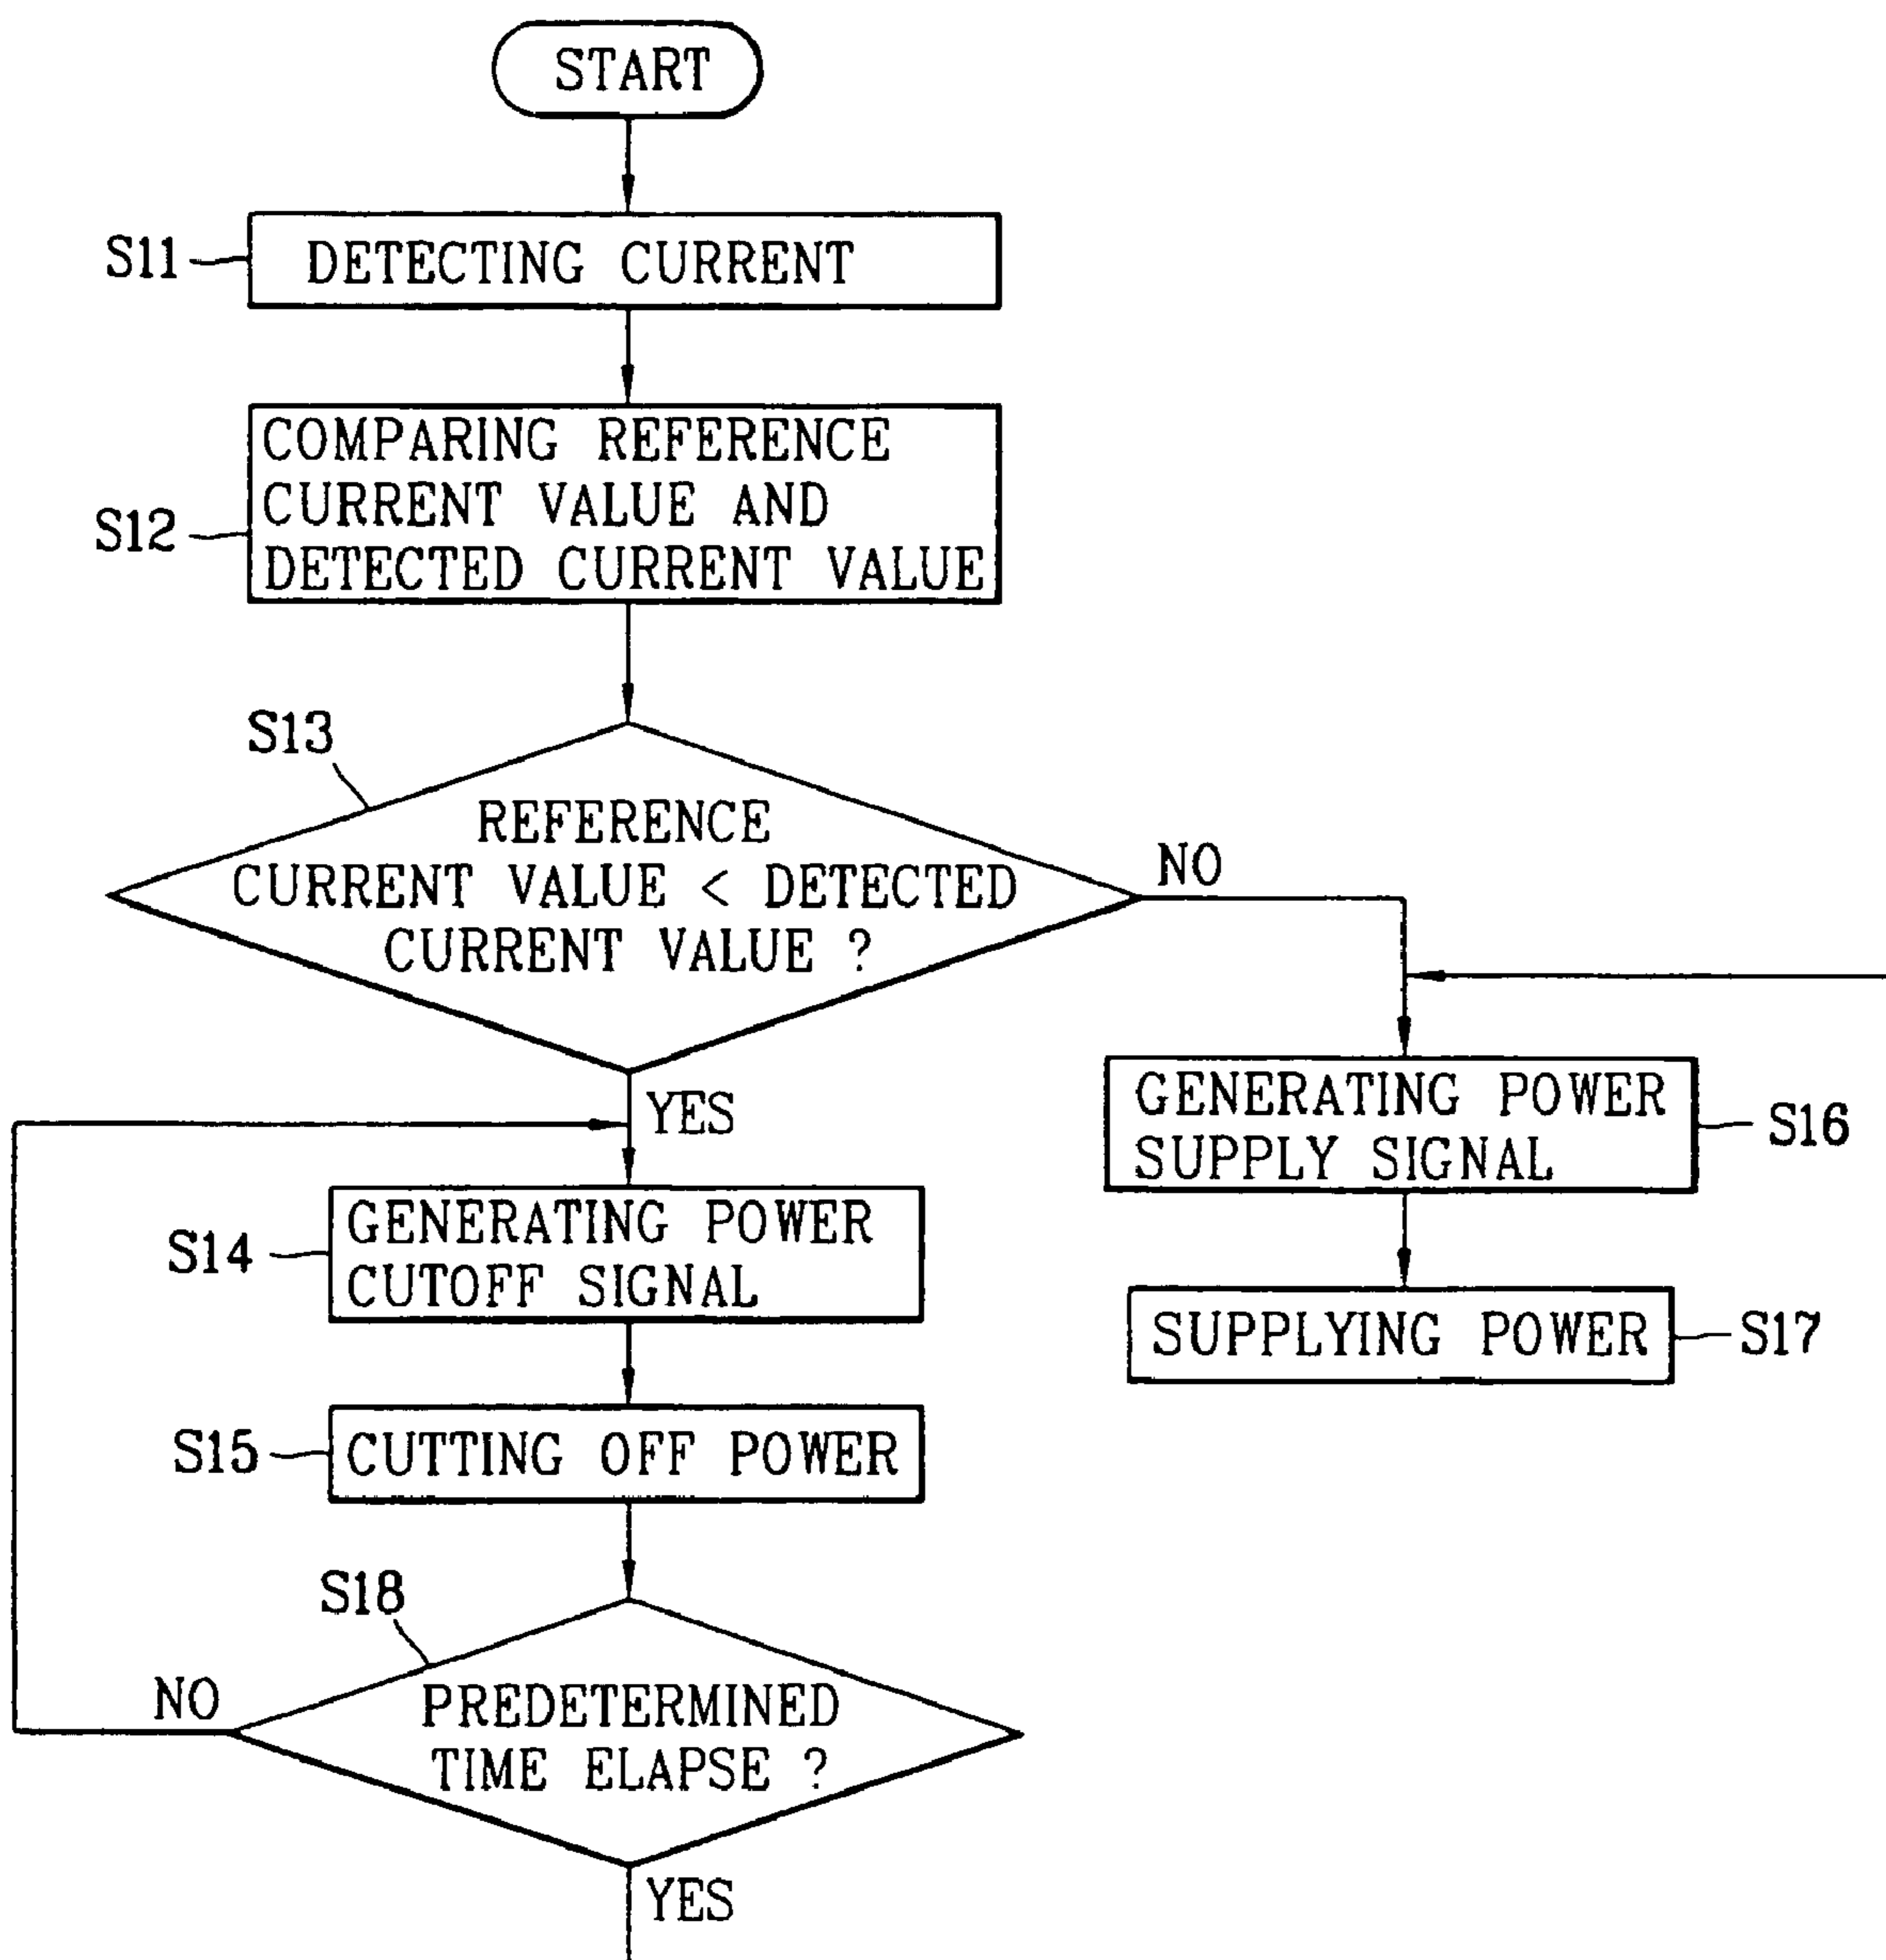 START
S11
DETECTING CURRENT
S12
COMPARING REFERENCE
CURRENT VALUE AND
DETECTED CURRENT VALUE
S13
REFERENCE
CURRENT VALUE < DETECTED
CURRENT VALUE ?
NO
YES
GENERATING POWER
SUPPLY SIGNAL
S16
S14
GENERATING POWER
CUTOFF SIGNAL
SUPPLYING POWER
S17
S15
CUTTING OFF POWER
S18
NO
PREDETERMINED
TIME ELAPSE ?
YES